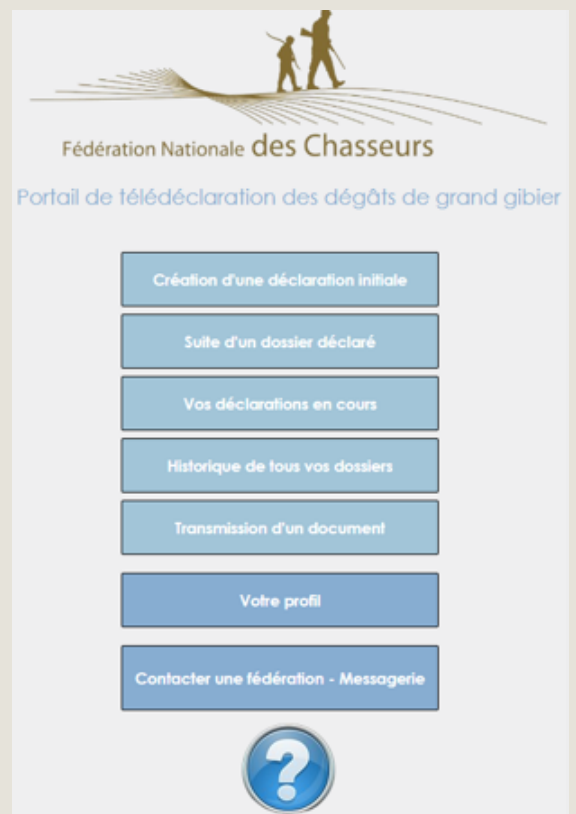 Fédération Nationale des Chasseurs
Portail de télédéclaration des dégâts de grand gibier
Création d'une déclaration initiale
Suite d'un dossier déclaré
Vos déclarations en cours
Historique de tous vos dossiers
Transmission d'un document
Votre profil
Contacter une fédération - Messagerie
?